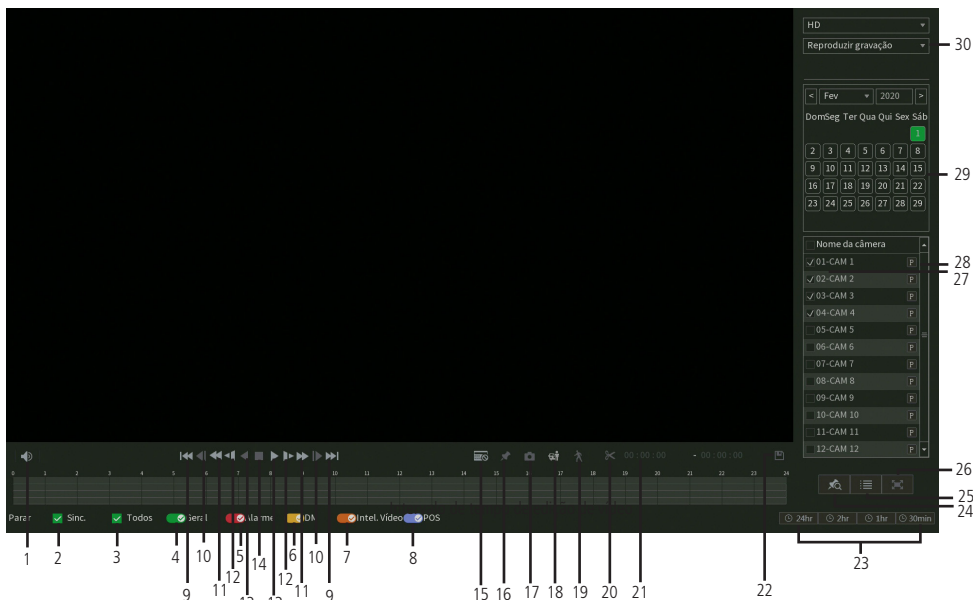 HD
Reproduzir gravação
30
< Fev 2020 >
Dom Seg Ter Qua Qui Sex Sáb
1
2 3 4 5 6 7 8
9 10 11 12 13 14 15
29
16 17 18 19 20 21 22
23 24 25 26 27 28 29
Nome da câmera
01-CAM 1 P
28
02-CAM 2 P
27
03-CAM 3 P
04-CAM 4 P
05-CAM 5 P
06-CAM 6 P
07-CAM 7 P
08-CAM 8 P
09-CAM 9 P
10-CAM 10 P
11-CAM 11 P
12-CAM 12 P
00:00:00 - 00:00:00
0 1 2 3 4 5 6 7 8 9 10 11 12 13 14 15 16 17 18 19 20 21 22 23 24
26
25
24
Parar Sinc. Todos Geral Alarme DM Intel. Vídeo POS
24hr 2hr 1hr 30min
1 2 3 4 10 5 6 10 7 8
23
12 14 12
9 11 13 13 11 9
15 16 17 18 19 20 21 22